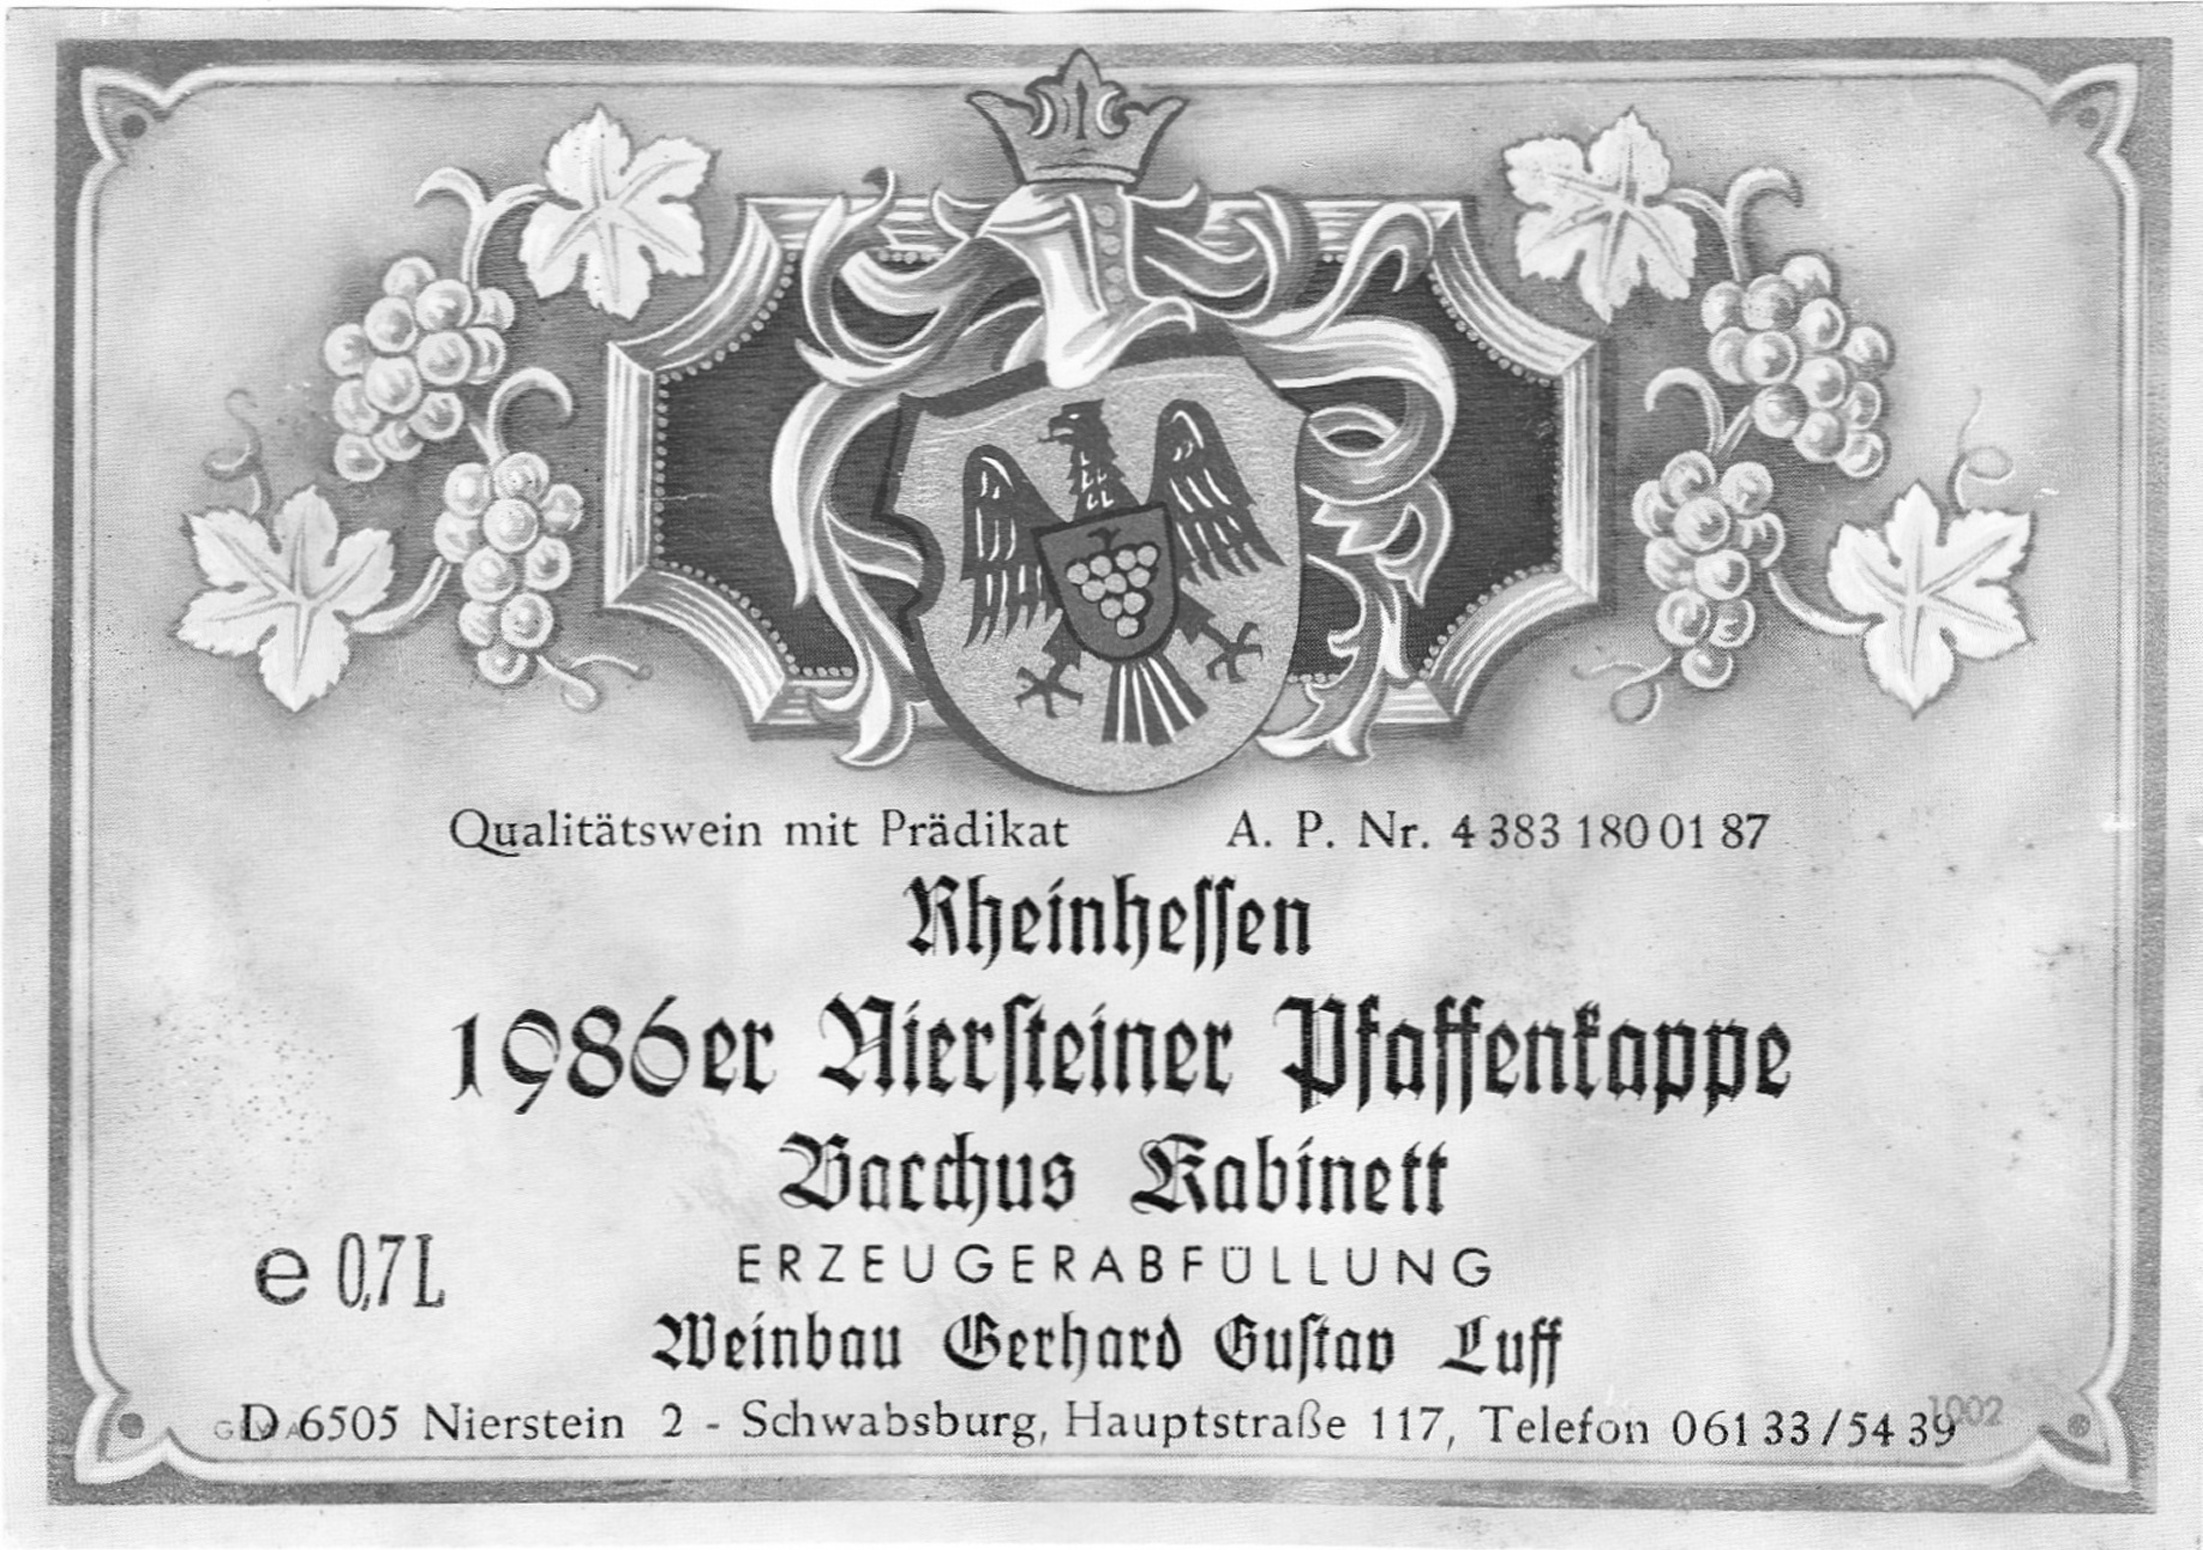 Qualitätswein mit Prädikat A. P. Nr. 4 383 180 01 87
Rheinhessen
1986er Niersteiner Pfaffenkappe
Bacchus Kabinett
ERZEUGERABFÜLLUNG
e 0,7 L
Weinbau Gerhard Gustav Luff
D 6505 Nierstein 2 - Schwabsburg, Hauptstraße 117, Telefon 061 33/54 39
1002